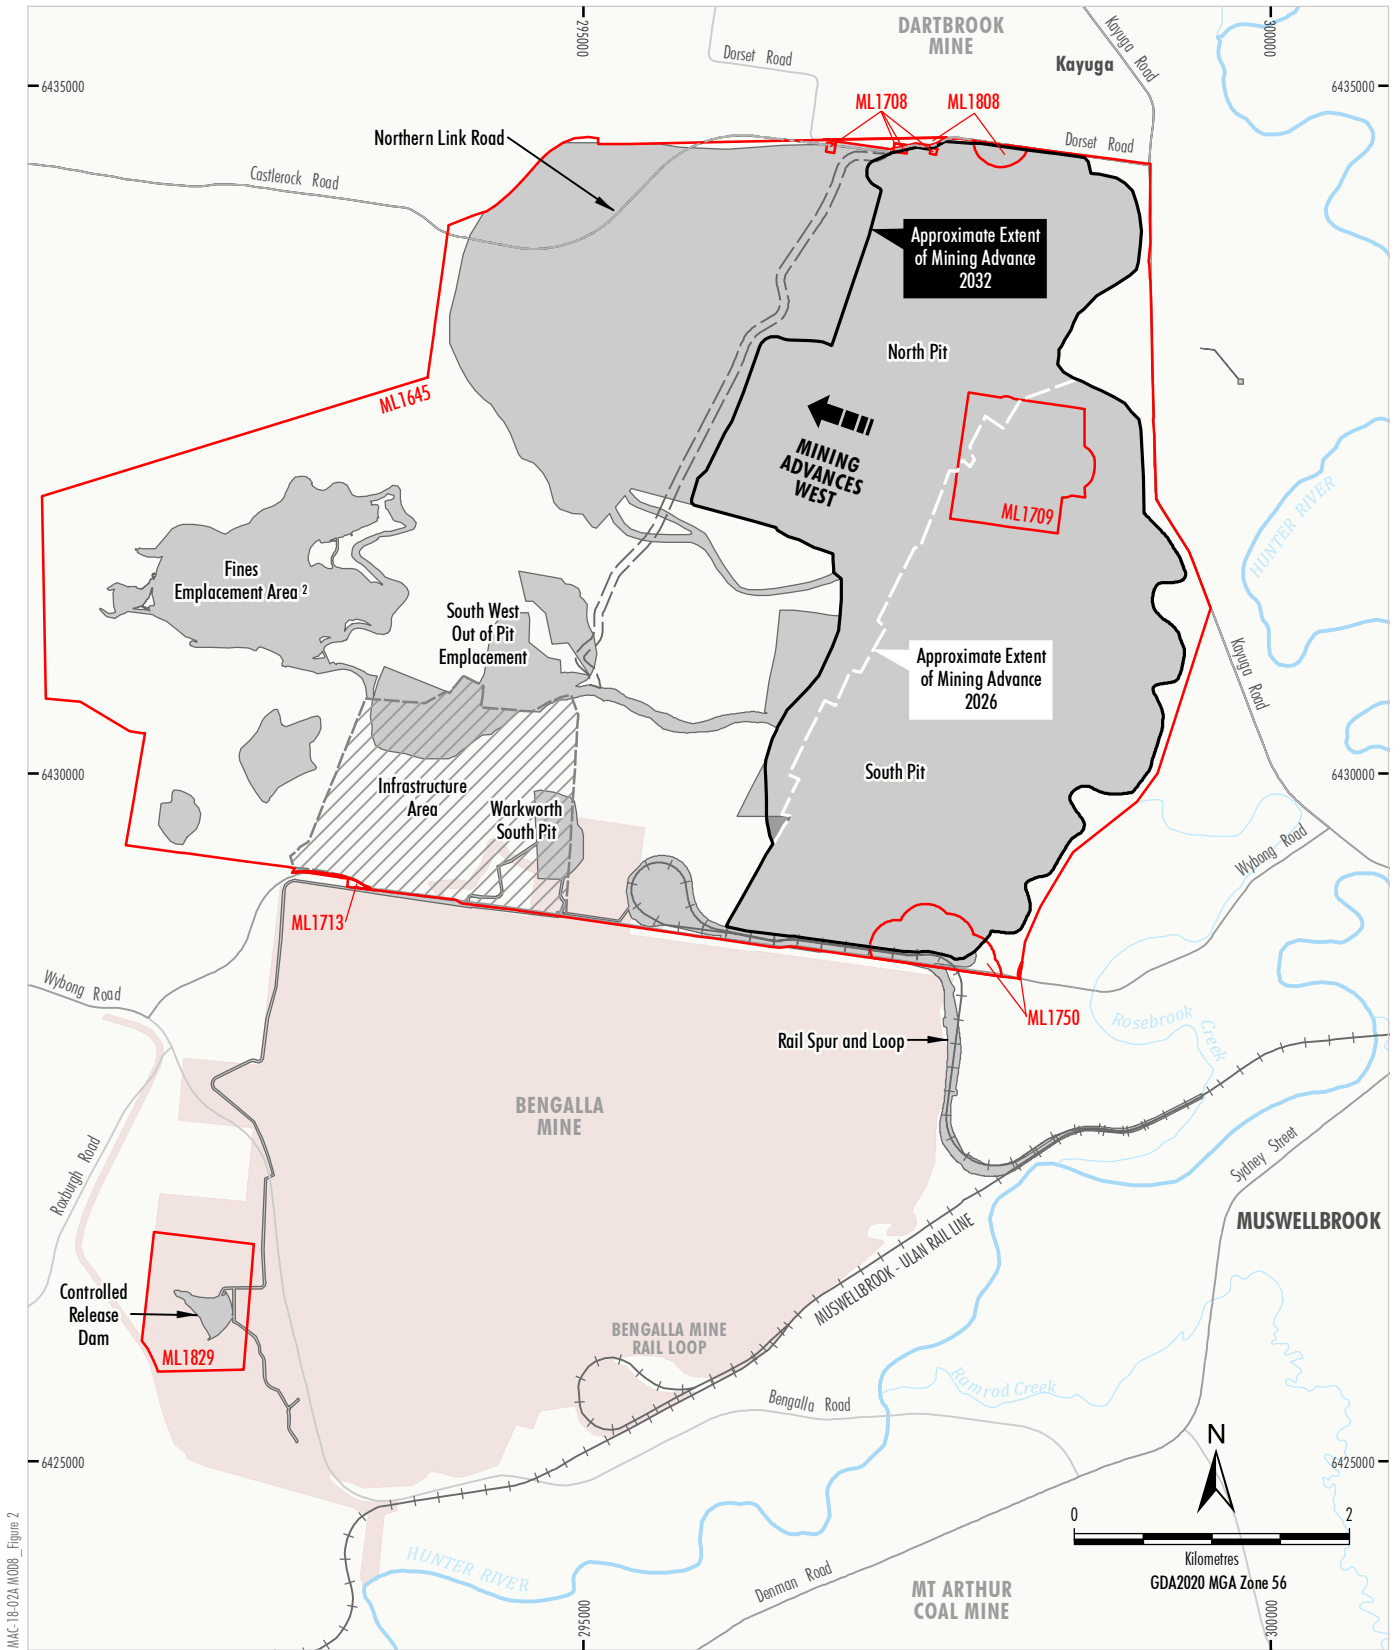 295000
300000
DARTBROOK
MINE
Dorset Road
Kayuga Road
Kayuga
6435000
6435000
ML1708
ML1808
Northern Link Road
Dorset Road
Castlerock Road
Approximate Extent
of Mining Advance
2032
North Pit
ML1645
MINING
ADVANCES
WEST
ML1709
HUNTER RIVER
Fines
Emplacement Area 2
South West
Out of Pit
Emplacement
Approximate Extent
of Mining Advance
2026
Kayuga Road
6430000
6430000
South Pit
Infrastructure
Area
Warkworth
South Pit
Wybong Road
ML1713
Wybong Road
ML1750
Rosebrook Creek
Rail Spur and Loop
BENGALLA
MINE
Sydney Street
Roxburgh Road
MUSWELLBROOK
MUSWELLBROOK - ULAN RAIL LINE
Controlled
Release
Dam
BENGALLA MINE
RAIL LOOP
ML1829
Ramrod Creek
Bengalla Road
N
6425000
6425000
0 2
Kilometres
GDA2020 MGA Zone 56
HUNTER RIVER
Denman Road
MT ARTHUR
COAL MINE
295000
300000
MAC-18-02A MOD8_Figure 2